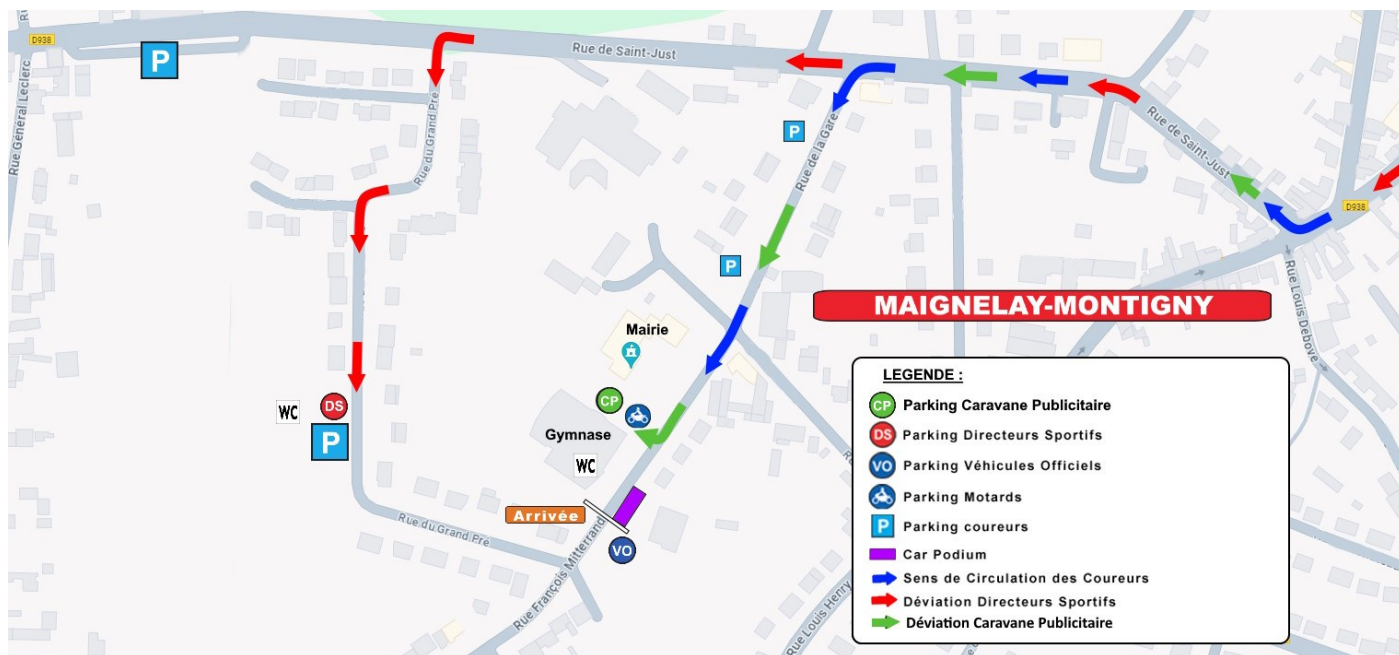 D938
P
Rue Général Leclerc
Rue de Saint-Just
Rue du Grand Pré
P
Rue de la Gare
Rue de Saint-Just
D938
P
Rue Louis Debove
MAIGNELAY-MONTIGNY
Mairie
CP
Gymnase
WC
WC
DS
P
Arrivée
VO
Rue du Grand Pré
Rue François Mitterrand
Rue Louis Henry
LEGENDE :
CP Parking Caravane Publicitaire
DS Parking Directeurs Sportifs
VO Parking Véhicules Officiels
Parking Motards
P Parking coureurs
Car Podium
Sens de Circulation des Coureurs
Déviation Directeurs Sportifs
Déviation Caravane Publicitaire